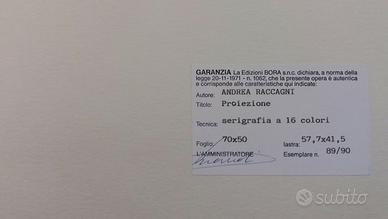 GARANZIA La Edizioni BORA s.n.c. dichiara, a norma della
legge 20-11-1971 - n. 1062, che la presente opera è autentica
e corrisponde alle caratteristiche qui indicate:
Autore: ANDREA RACCAGNI
Titolo: Proiezione
Tecnica: serigrafia a 16 colori
Foglio: 70x50 lastra: 57,7x41,5
L'AMMINISTRATORE Esemplare n. 89/90
subito